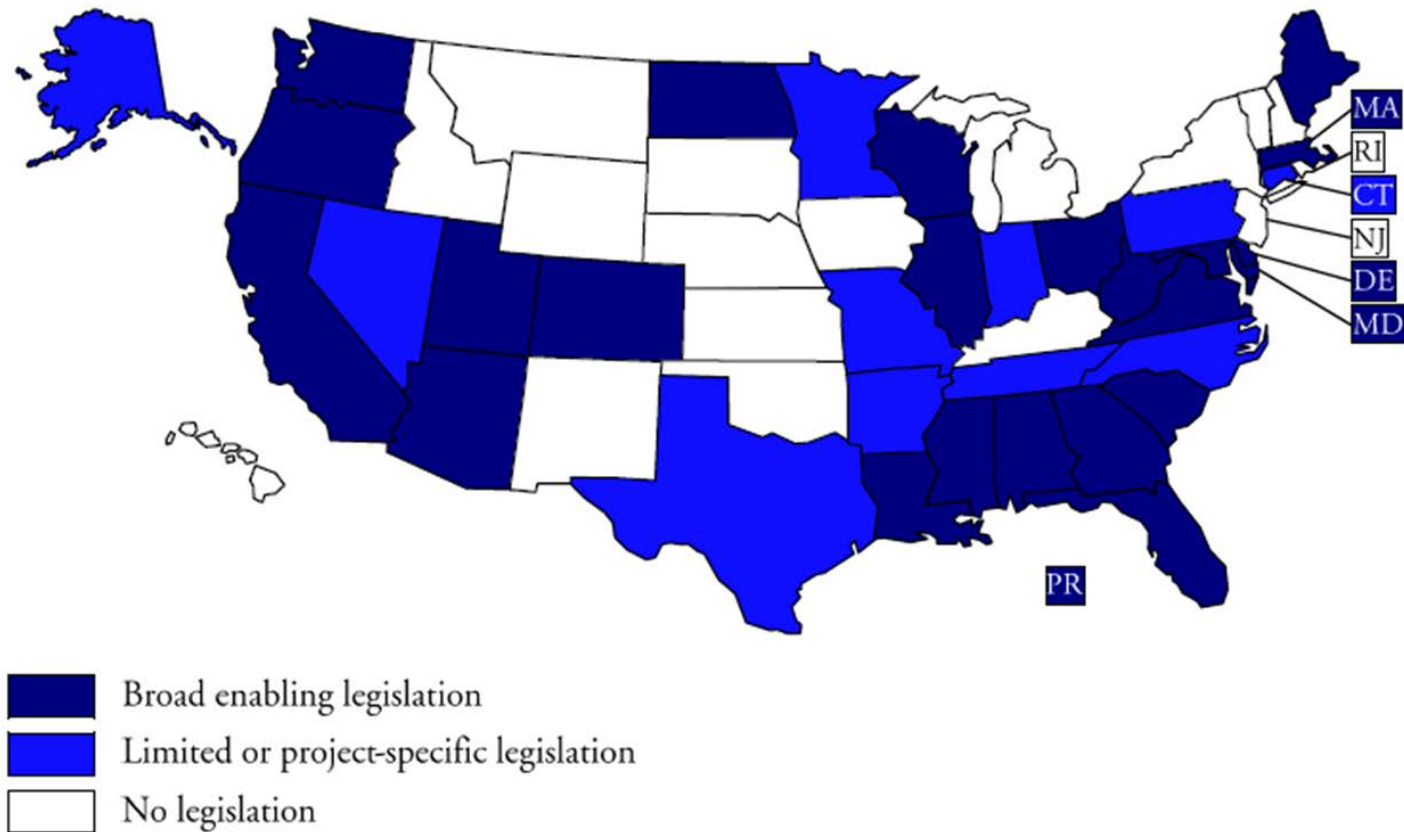 MA
RI
CT
NJ
DE
MD
PR
Broad enabling legislation
Limited or project-specific legislation
No legislation